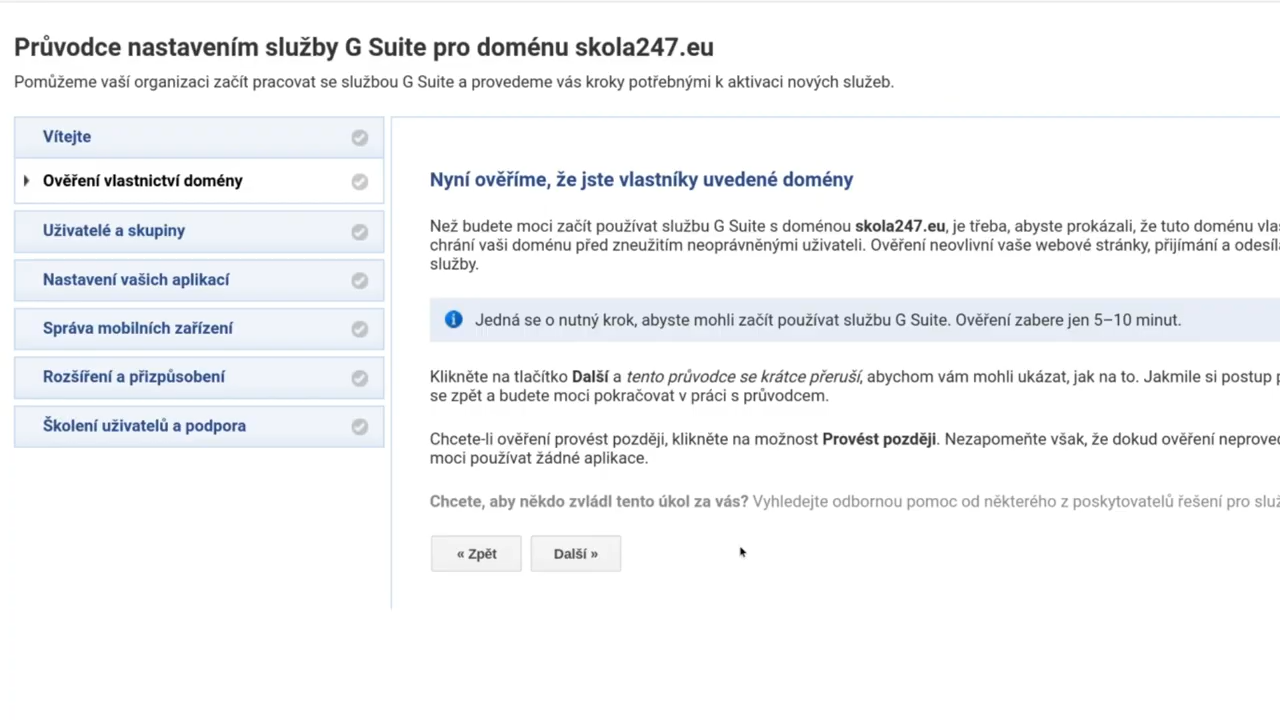 Průvodce nastavením služby G Suite pro doménu skola247.eu
Pomůžeme vaší organizaci začít pracovat se službou G Suite a provedeme vás kroky potřebnými k aktivaci nových služeb.
Vítejte
Ověření vlastnictví domény
Uživatelé a skupiny
Nastavení vašich aplikací
Správa mobilních zařízení
Rozšíření a přizpůsobení
Školení uživatelů a podpora
Nyní ověříme, že jste vlastníky uvedené domény
Než budete moci začít používat službu G Suite s doménou skola247.eu, je třeba, abyste prokázali, že tuto doménu vlas
chrání vaši doménu před zneužitím neoprávněnými uživateli. Ověření neovlivní vaše webové stránky, přijímání a odesíla
služby.
Jedná se o nutný krok, abyste mohli začít používat službu G Suite. Ověření zabere jen 5–10 minut.
Klikněte na tlačítko Další a tento průvodce se krátce přeruší, abychom vám mohli ukázat, jak na to. Jakmile si postup p
se zpět a budete moci pokračovat v práci s průvodcem.
Chcete-li ověření provést později, klikněte na možnost Provést později. Nezapomeňte však, že dokud ověření neproved
moci používat žádné aplikace.
Chcete, aby někdo zvládl tento úkol za vás? Vyhledejte odbornou pomoc od některého z poskytovatelů řešení pro služ
« Zpět
Další »